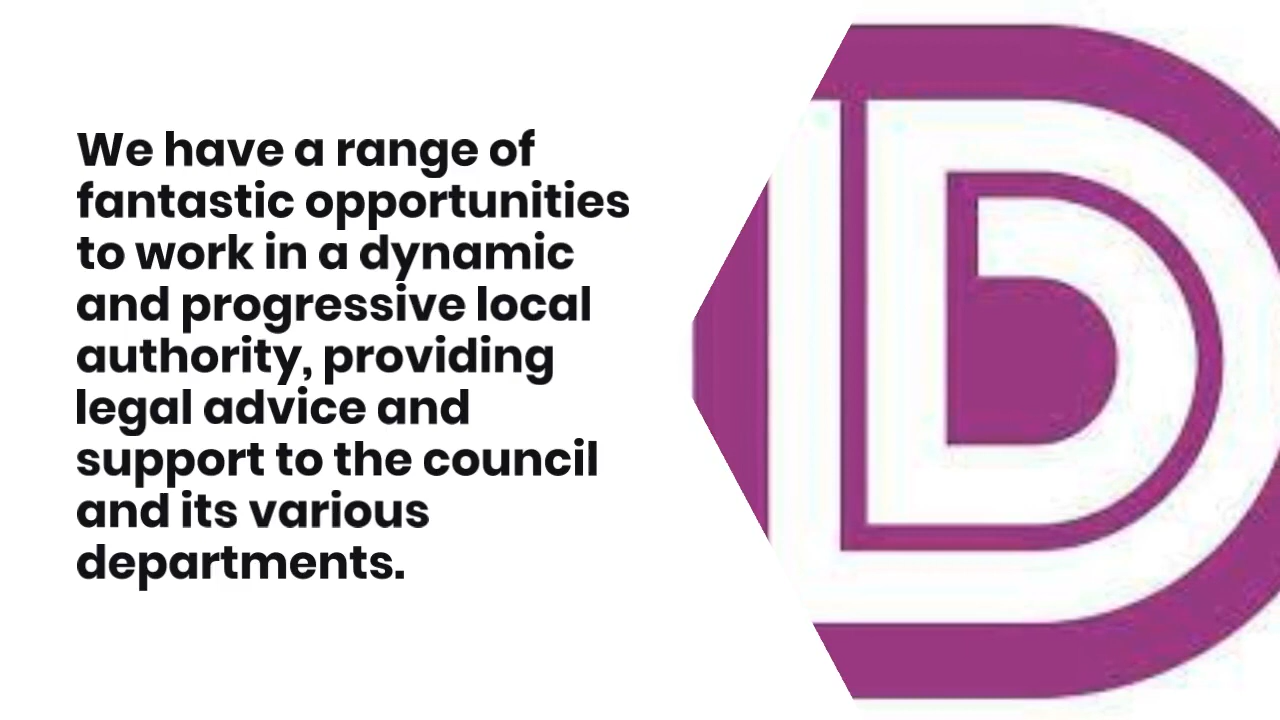 We have a range of
fantastic opportunities
to work in a dynamic
and progressive local
authority, providing
legal advice and
support to the council
and its various
departments.